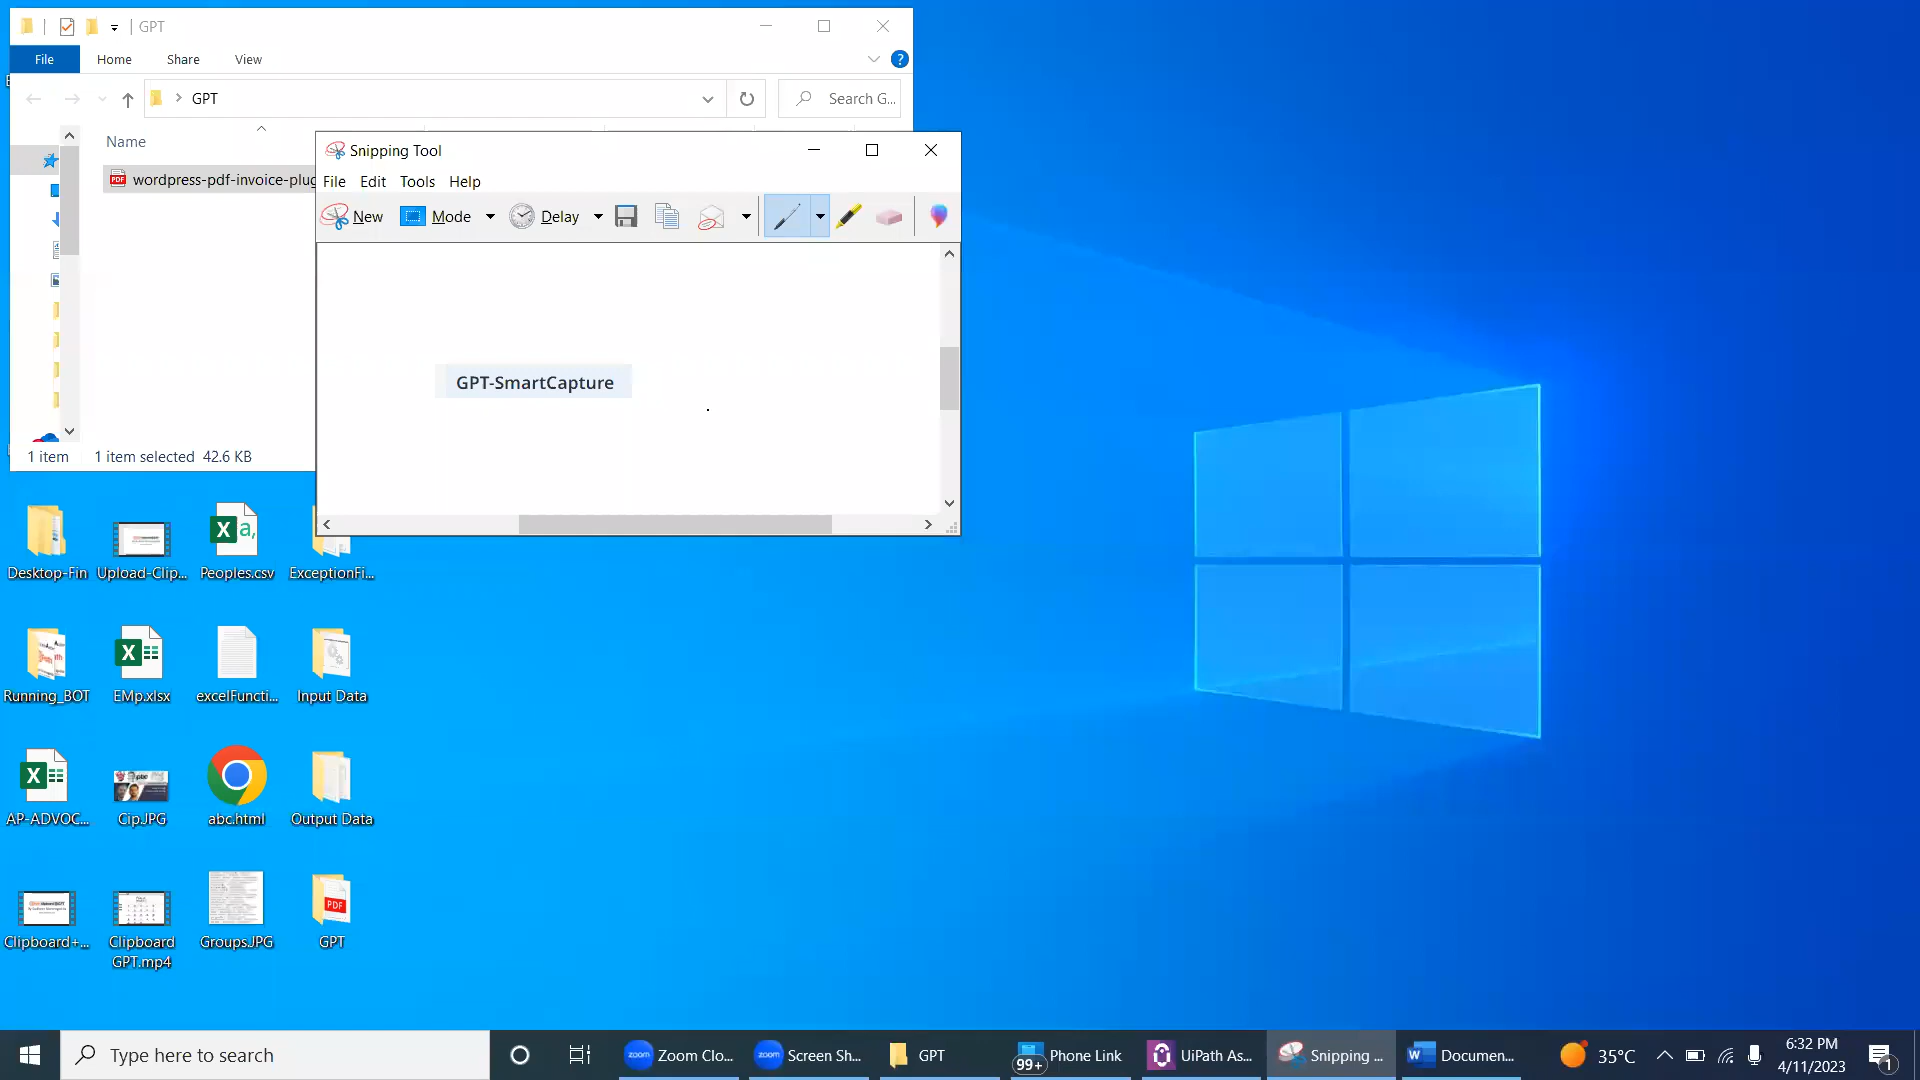 GPT
File
Home
Share
View
?
GPT
Search G...
Name
wordpress-pdf-invoice-plug
1 item
1 item selected 42.6 KB
Snipping Tool
File
Edit
Tools
Help
New
Mode
Delay
GPT-SmartCapture
Desktop-Fin
Upload-Clip...
Peoples.csv
ExceptionFi...
Running_BOT
EMp.xlsx
excelFuncti...
Input Data
AP-ADVOC...
Cip.JPG
abc.html
Output Data
Clipboard+...
Clipboard
GPT.mp4
Groups.JPG
PDF
GPT
Type here to search
zoom
Zoom Clo...
zoom
Screen Sh...
GPT
99+
Phone Link
UiPath As...
Snipping ...
Documen...
35°C
6:32 PM
4/11/2023
1